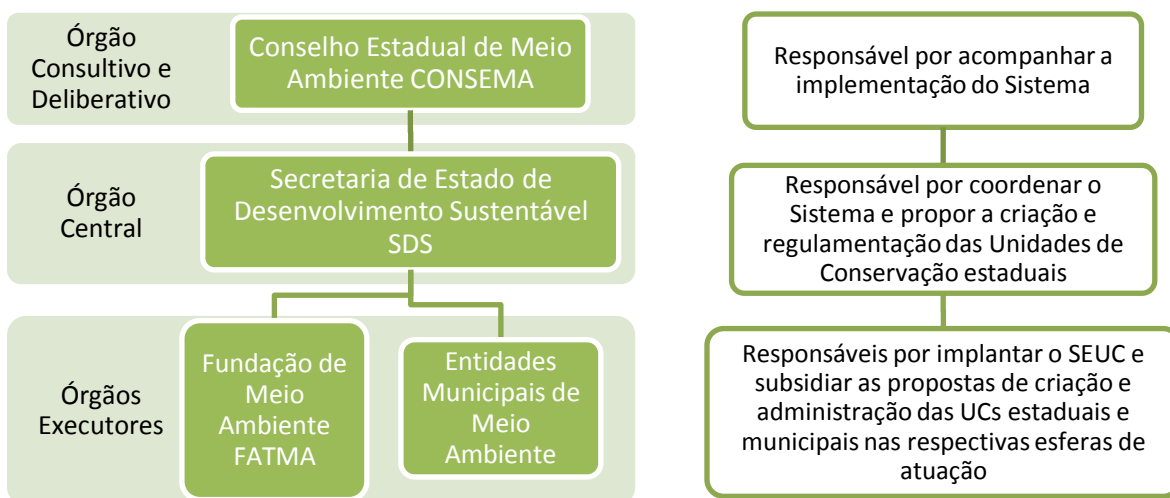 Órgão
Consultivo e
Deliberativo
Conselho Estadual de Meio
Ambiente CONSEMA
Responsável por acompanhar a
implementação do Sistema
Órgão
Central
Secretaria de Estado de
Desenvolvimento Sustentável
SDS
Responsável por coordenar o
Sistema e propor a criação e
regulamentação das Unidades de
Conservação estaduais
Órgãos
Executores
Fundação de
Meio
Ambiente
FATMA
Entidades
Municipais de
Meio
Ambiente
Responsáveis por implantar o SEUC e
subsidiar as propostas de criação e
administração das UCs estaduais e
municipais nas respectivas esferas de
atuação